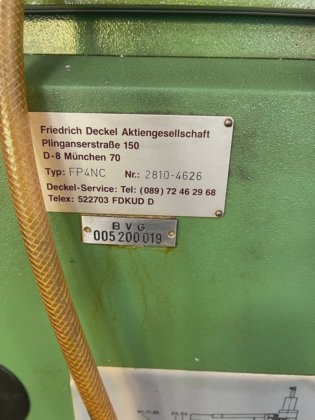 Friedrich Deckel Aktiengesellschaft
Plinganserstraße 150
D-8 München 70
Typ: FP4NC Nr.: 2810-4626
Deckel-Service: Tel: (089) 72 46 29 68
Telex: 522703 FDKUD D
BVG
005200019